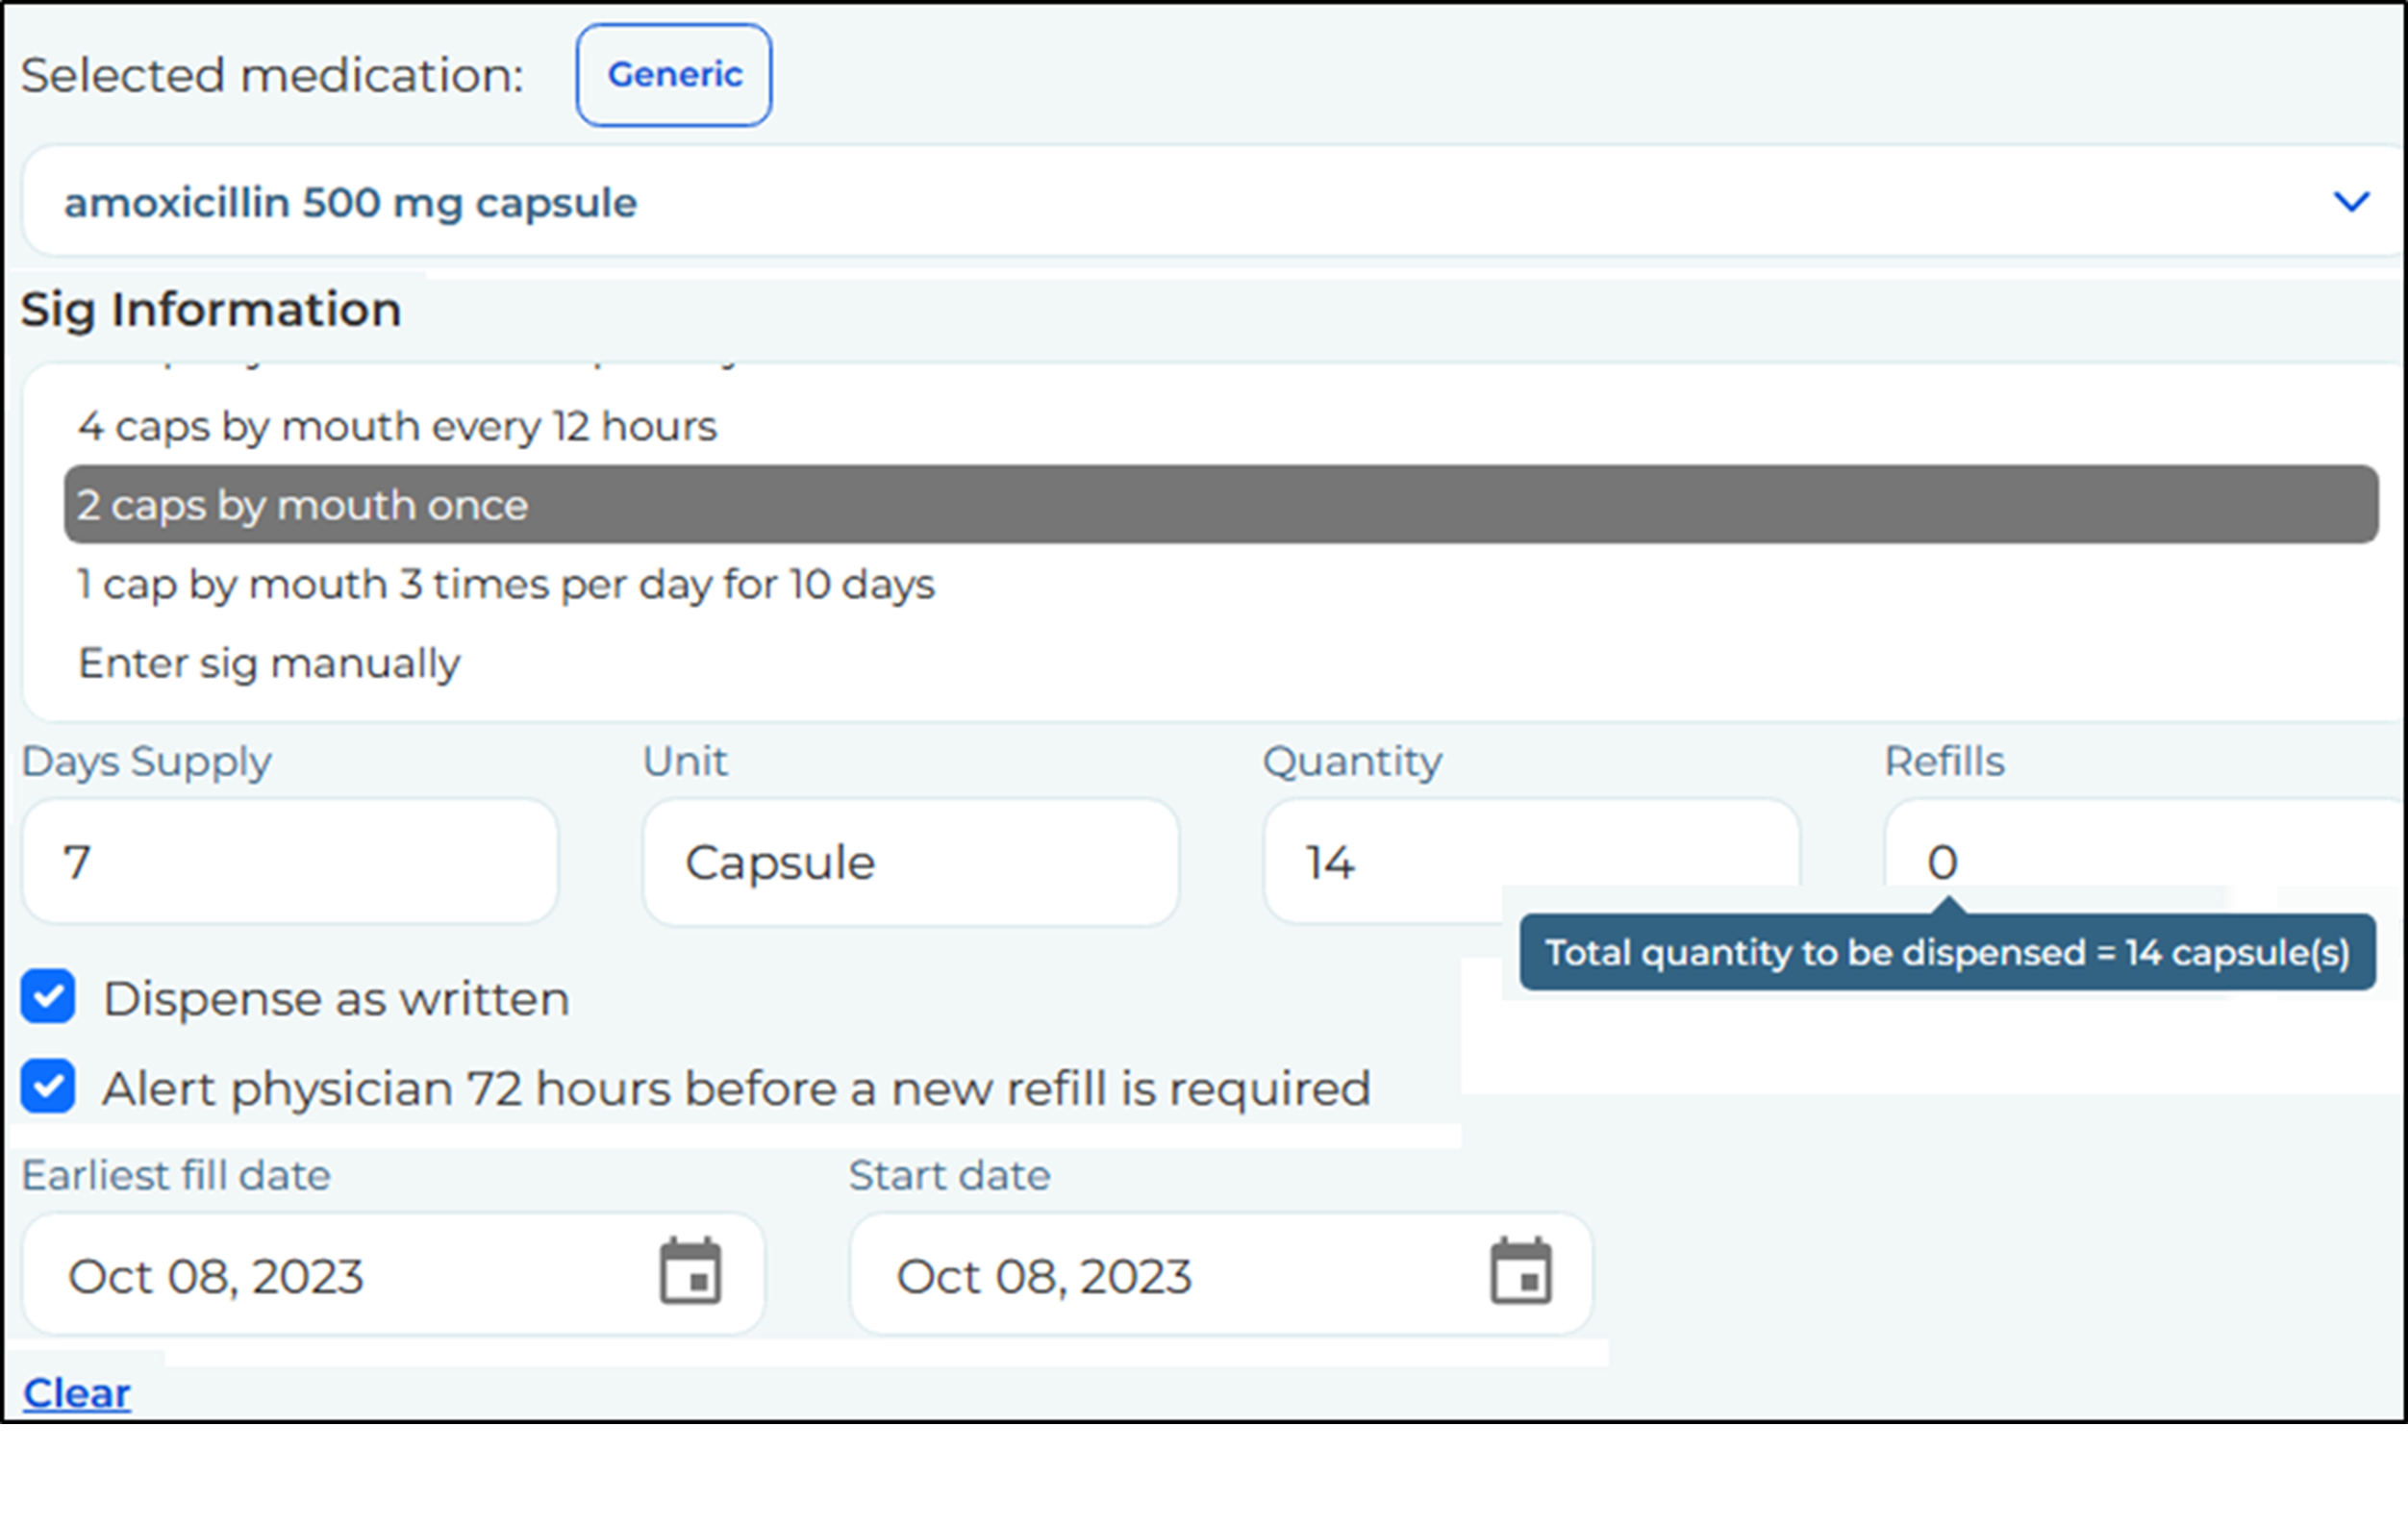 Selected medication: Generic
amoxicillin 500 mg capsule
Sig Information
4 caps by mouth every 12 hours
2 caps by mouth once
1 cap by mouth 3 times per day for 10 days
Enter sig manually
Days Supply Unit Quantity Refills
7 Capsule 14 0
Total quantity to be dispensed = 14 capsule(s)
Dispense as written
Alert physician 72 hours before a new refill is required
Earliest fill date Start date
Oct 08, 2023 Oct 08, 2023
Clear